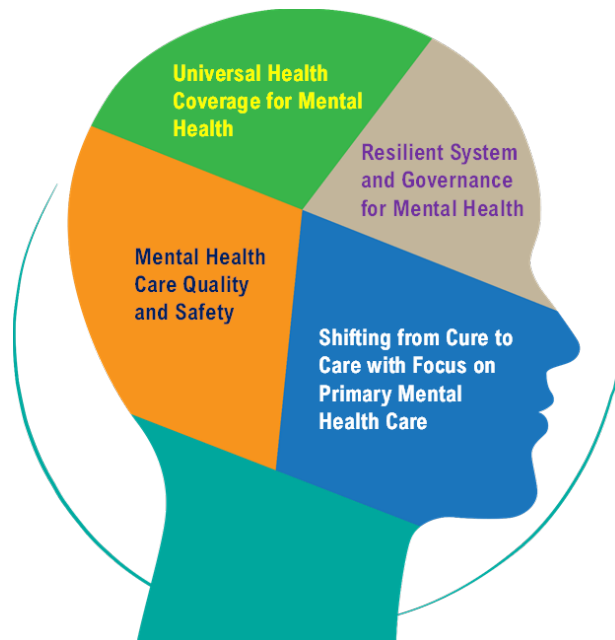 Universal Health
Coverage for Mental
Health
Resilient System
and Governance
for Mental Health
Mental Health
Care Quality
and Safety
Shifting from Cure to
Care with Focus on
Primary Mental
Health Care